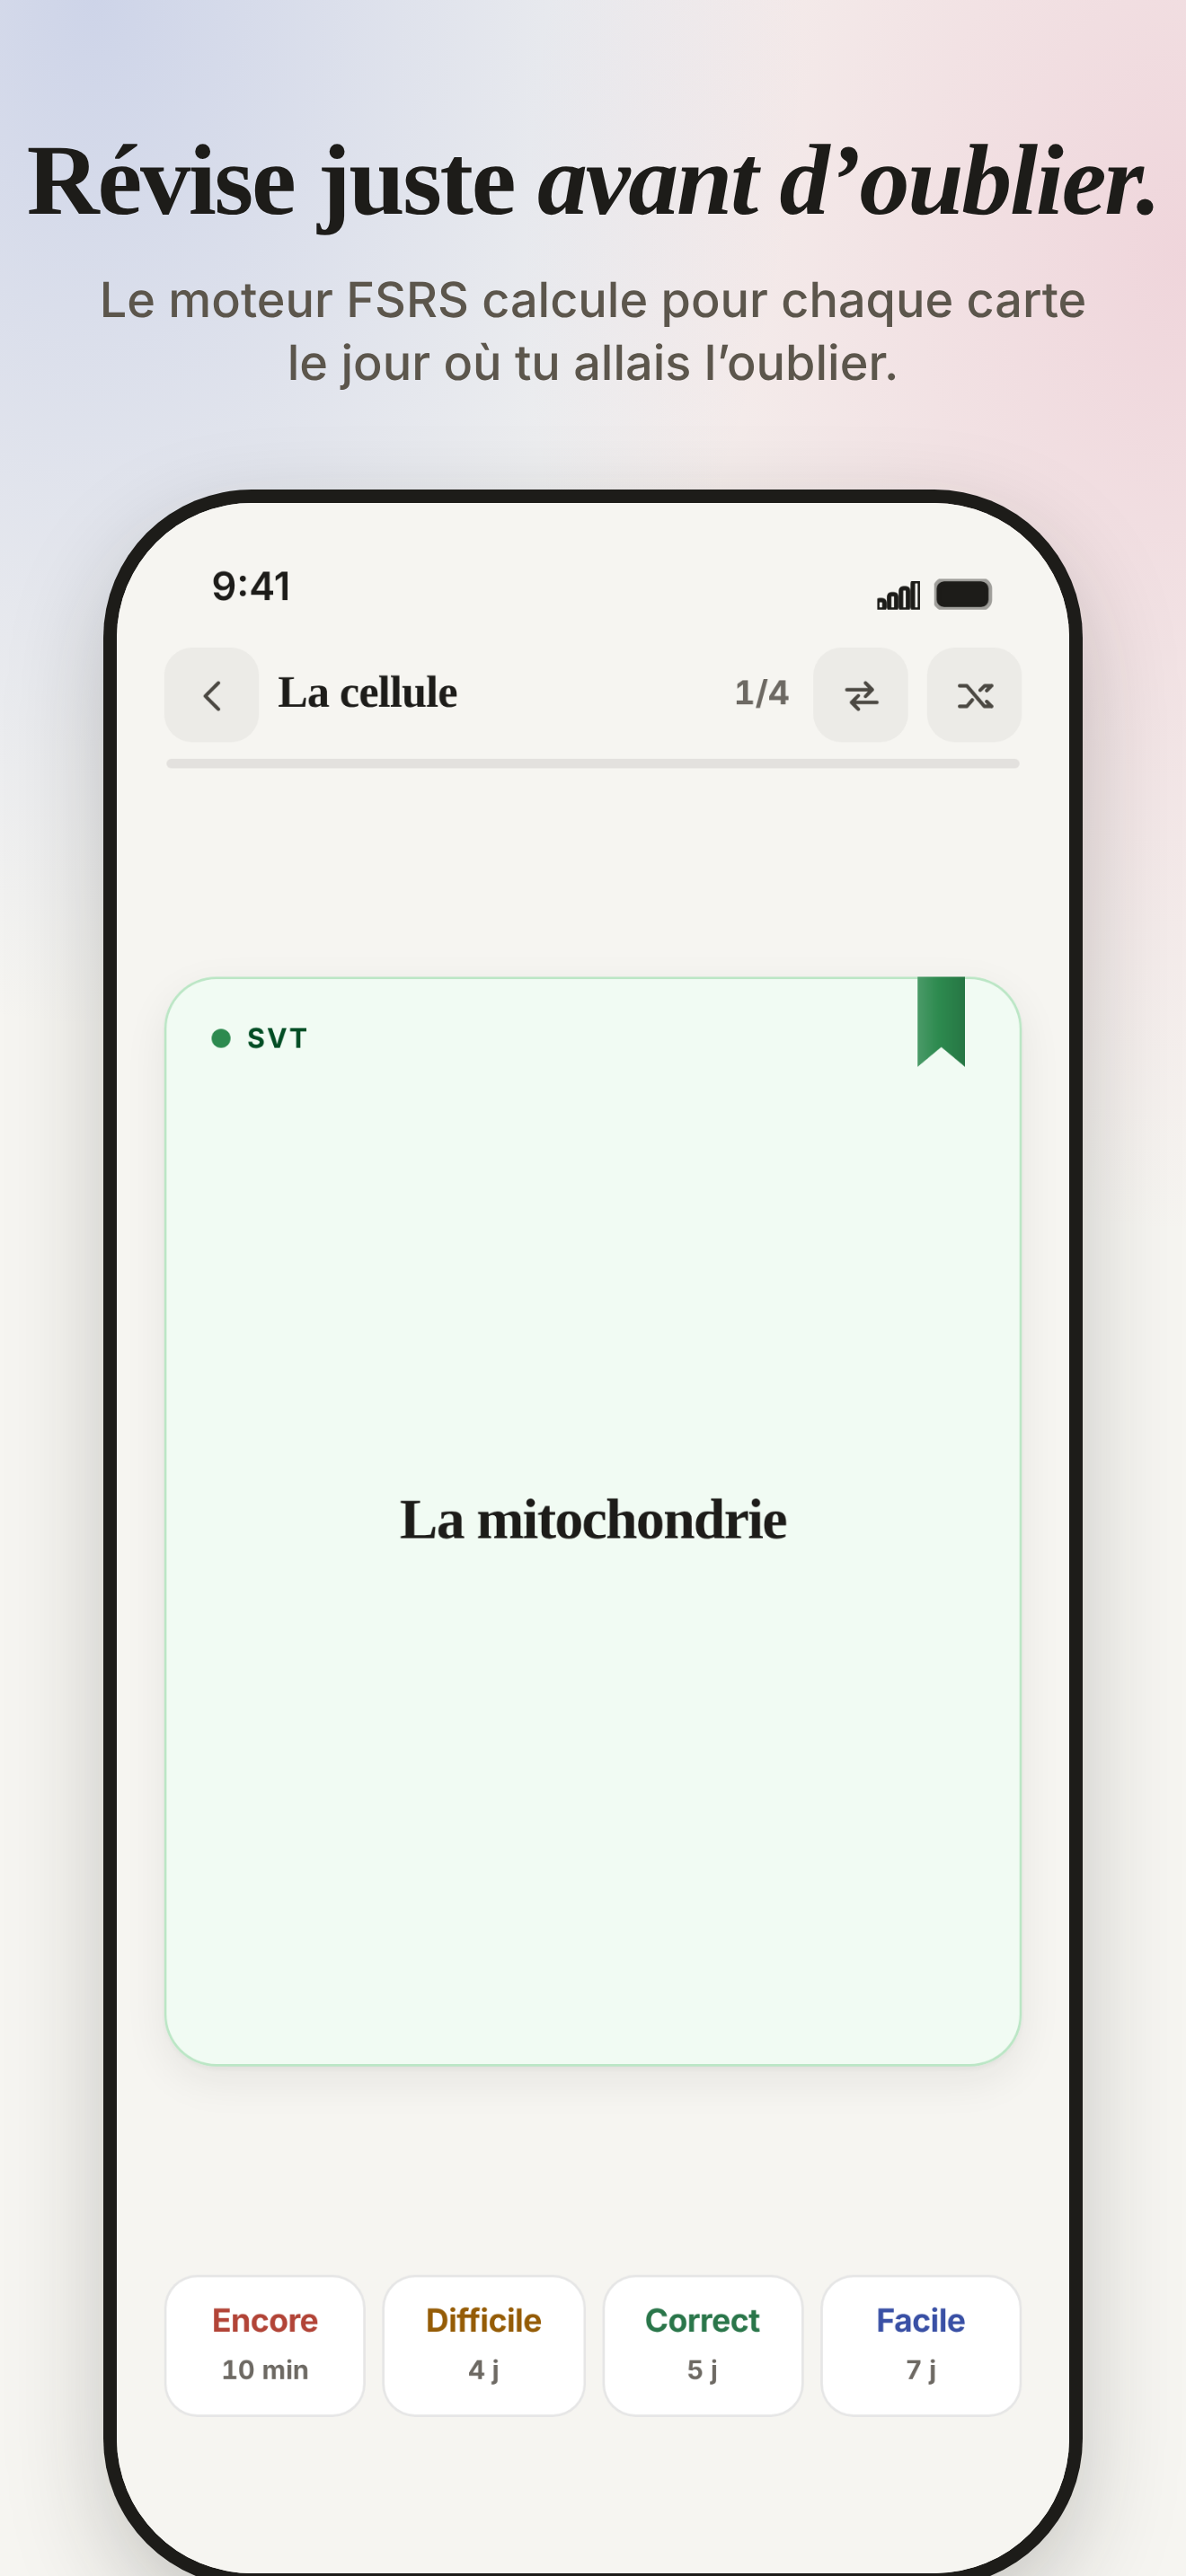 Révise juste avant d’oublier.
Le moteur FSRS calcule pour chaque carte
le jour où tu allais l’oublier.
9:41
La cellule
1/4
SVT
La mitochondrie
Encore
10 min
Difficile
4 j
Correct
5 j
Facile
7 j